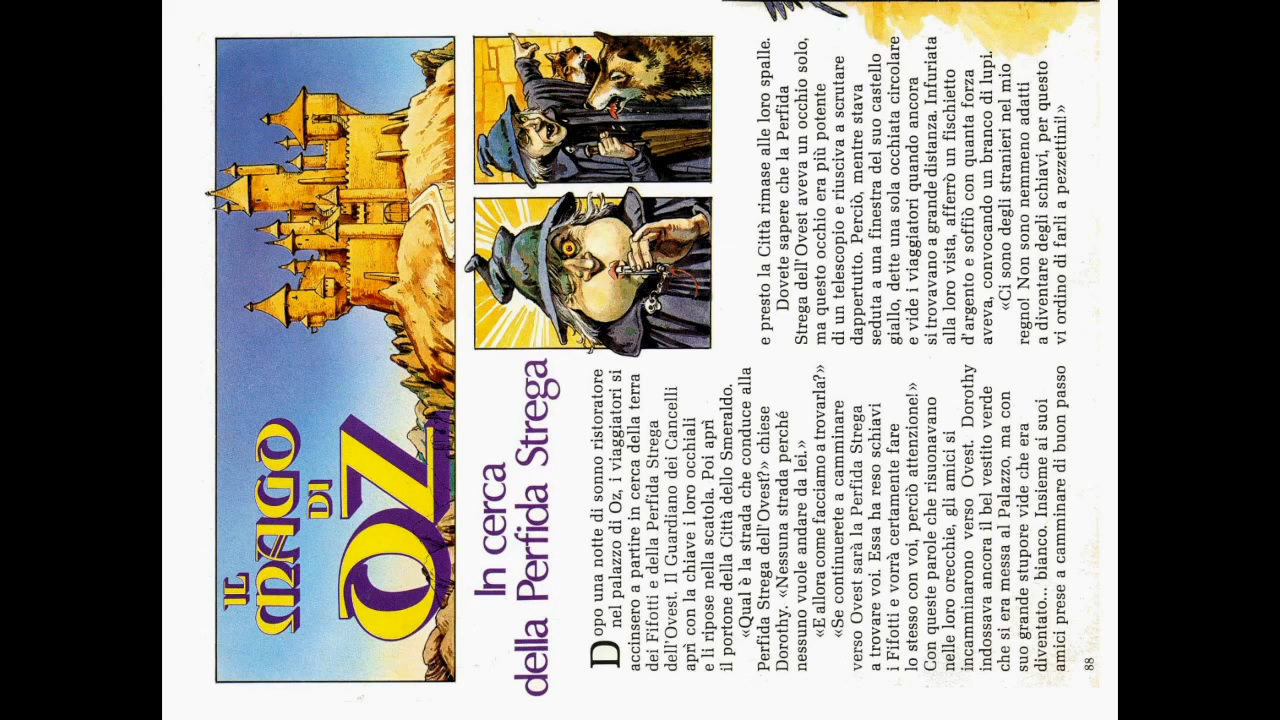 IL
MAGO
DI
OZ
In cerca
della Perfida Strega
Dopo una notte di sonno ristoratore
nel palazzo di Oz, i viaggiatori si
accinsero a partire in cerca della terra
dei Fifotti e della Perfida Strega
dell'Ovest. Il Guardiano dei Cancelli
aprì con la chiave i loro occhiali
e li ripose nella scatola. Poi aprì
il portone della Città dello Smeraldo.
«Qual è la strada che conduce alla
Perfida Strega dell'Ovest?» chiese
Dorothy. «Nessuna strada perché
nessuno vuole andare da lei.»
«E allora come facciamo a trovarla?»
«Se continuerete a camminare
verso Ovest sarà la Perfida Strega
a trovare voi. Essa ha reso schiavi
i Fifotti e vorrà certamente fare
lo stesso con voi, perciò attenzione!»
Con queste parole che risuonavano
nelle loro orecchie, gli amici si
incamminarono verso Ovest. Dorothy
indossava ancora il bel vestito verde
che si era messa al Palazzo, ma con
suo grande stupore vide che era
diventato... bianco. Insieme ai suoi
amici prese a camminare di buon passo
e presto la Città rimase alle loro spalle.
Dovete sapere che la Perfida
Strega dell'Ovest aveva un occhio solo,
ma questo occhio era più potente
di un telescopio e riusciva a scrutare
dappertutto. Perciò, mentre stava
seduta a una finestra del suo castello
giallo, dette una sola occhiata circolare
e vide i viaggiatori quando ancora
si trovavano a grande distanza. Infuriata
alla loro vista, afferrò un fischietto
d'argento e soffiò con quanta forza
aveva, convocando un branco di lupi.
«Ci sono degli stranieri nel mio
regno! Non sono nemmeno adatti
a diventare degli schiavi, per questo
vi ordino di farli a pezzettini!»
88